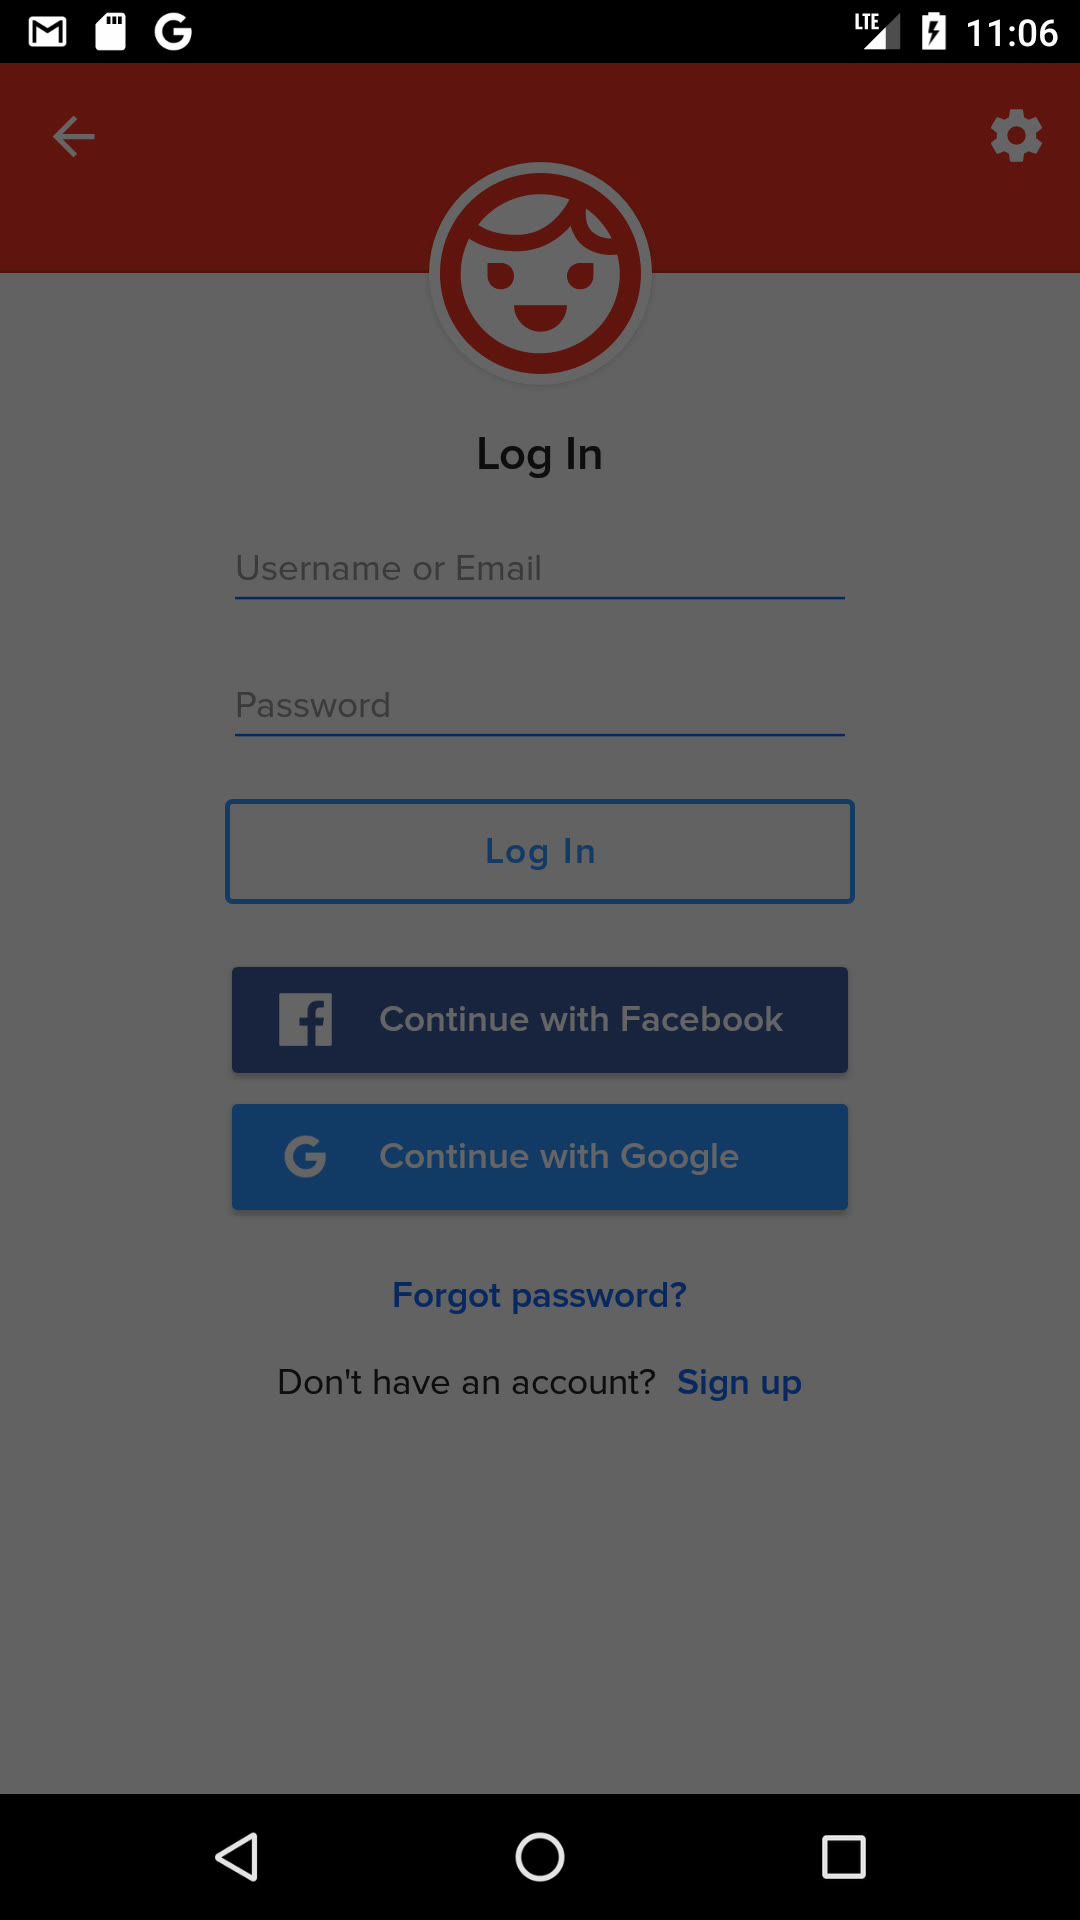 LTE 11:06
Log In
Username or Email
Password
Log In
Continue with Facebook
Continue with Google
Forgot password?
Don't have an account? Sign up